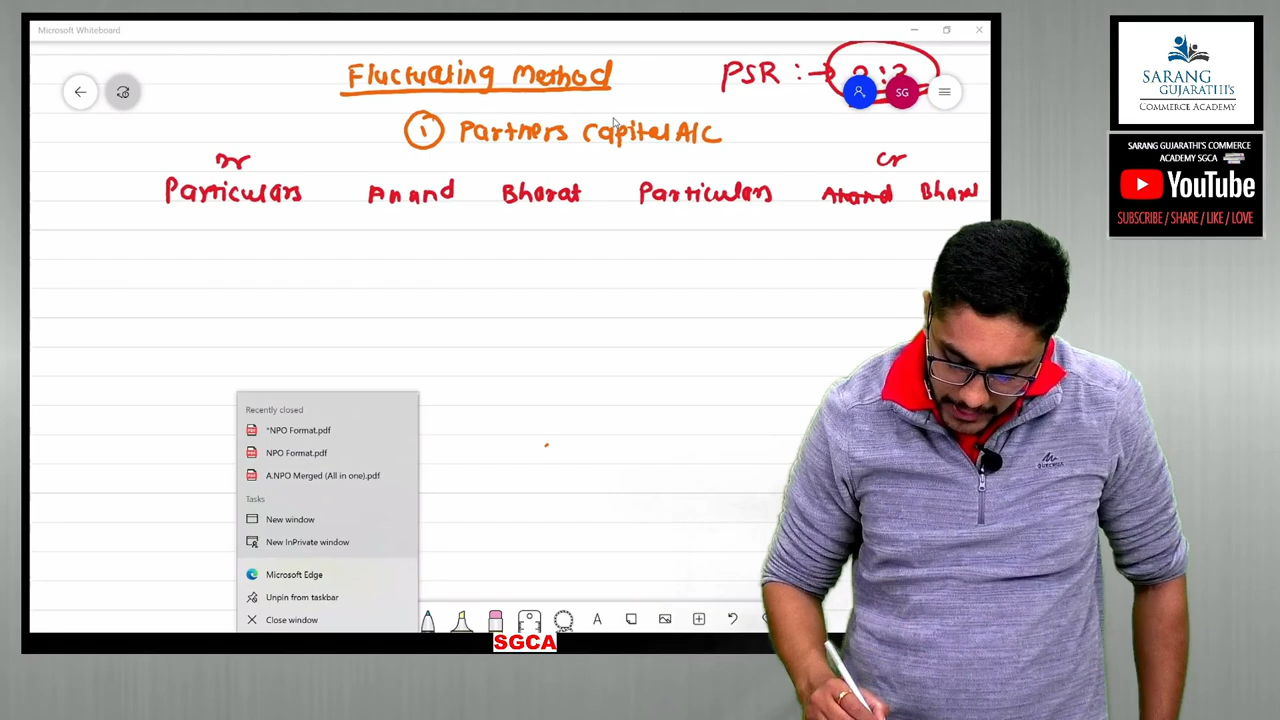 Microsoft Whiteboard
Fluctuating Method
PSR :→
SG
① Partners Capital A/C
Dr
Cr
Particulars Anand Bharat Particulars Anand Bharat
Recently closed
*NPO Format.pdf
NPO Format.pdf
A.NPO Merged (All in one).pdf
Tasks
New window
New InPrivate window
Microsoft Edge
Unpin from taskbar
Close window
SGCA
SARANG
GUJARATHI'S
COMMERCE ACADEMY
SARANG GUJARATHI'S COMMERCE
ACADEMY SGCA
YouTube
SUBSCRIBE / SHARE / LIKE / LOVE